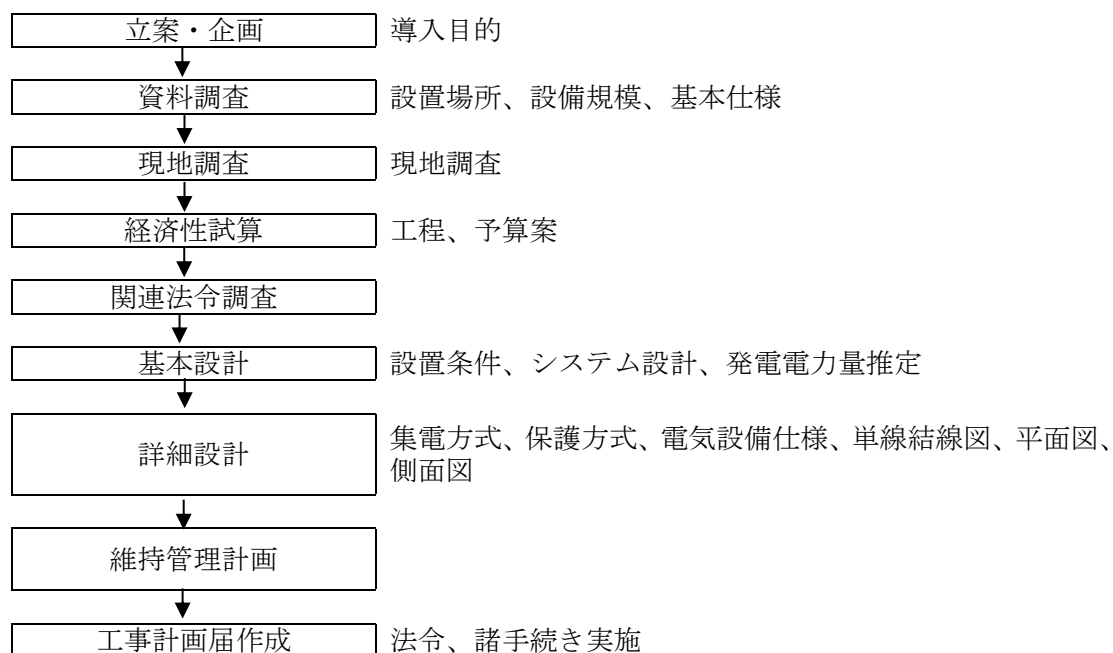 立案・企画 導入目的
資料調査 設置場所、設備規模、基本仕様
現地調査 現地調査
経済性試算 工程、予算案
関連法令調査
基本設計 設置条件、システム設計、発電電力量推定
詳細設計 集電方式、保護方式、電気設備仕様、単線結線図、平面図、
側面図
維持管理計画
工事計画届作成 法令、諸手続き実施